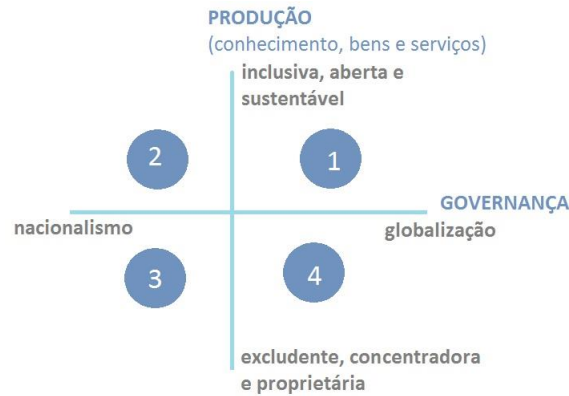 PRODUÇÃO
(conhecimento, bens e serviços)
inclusiva, aberta e
sustentável
2
1
GOVERNANÇA
nacionalismo
globalização
3
4
excludente, concentradora
e proprietária